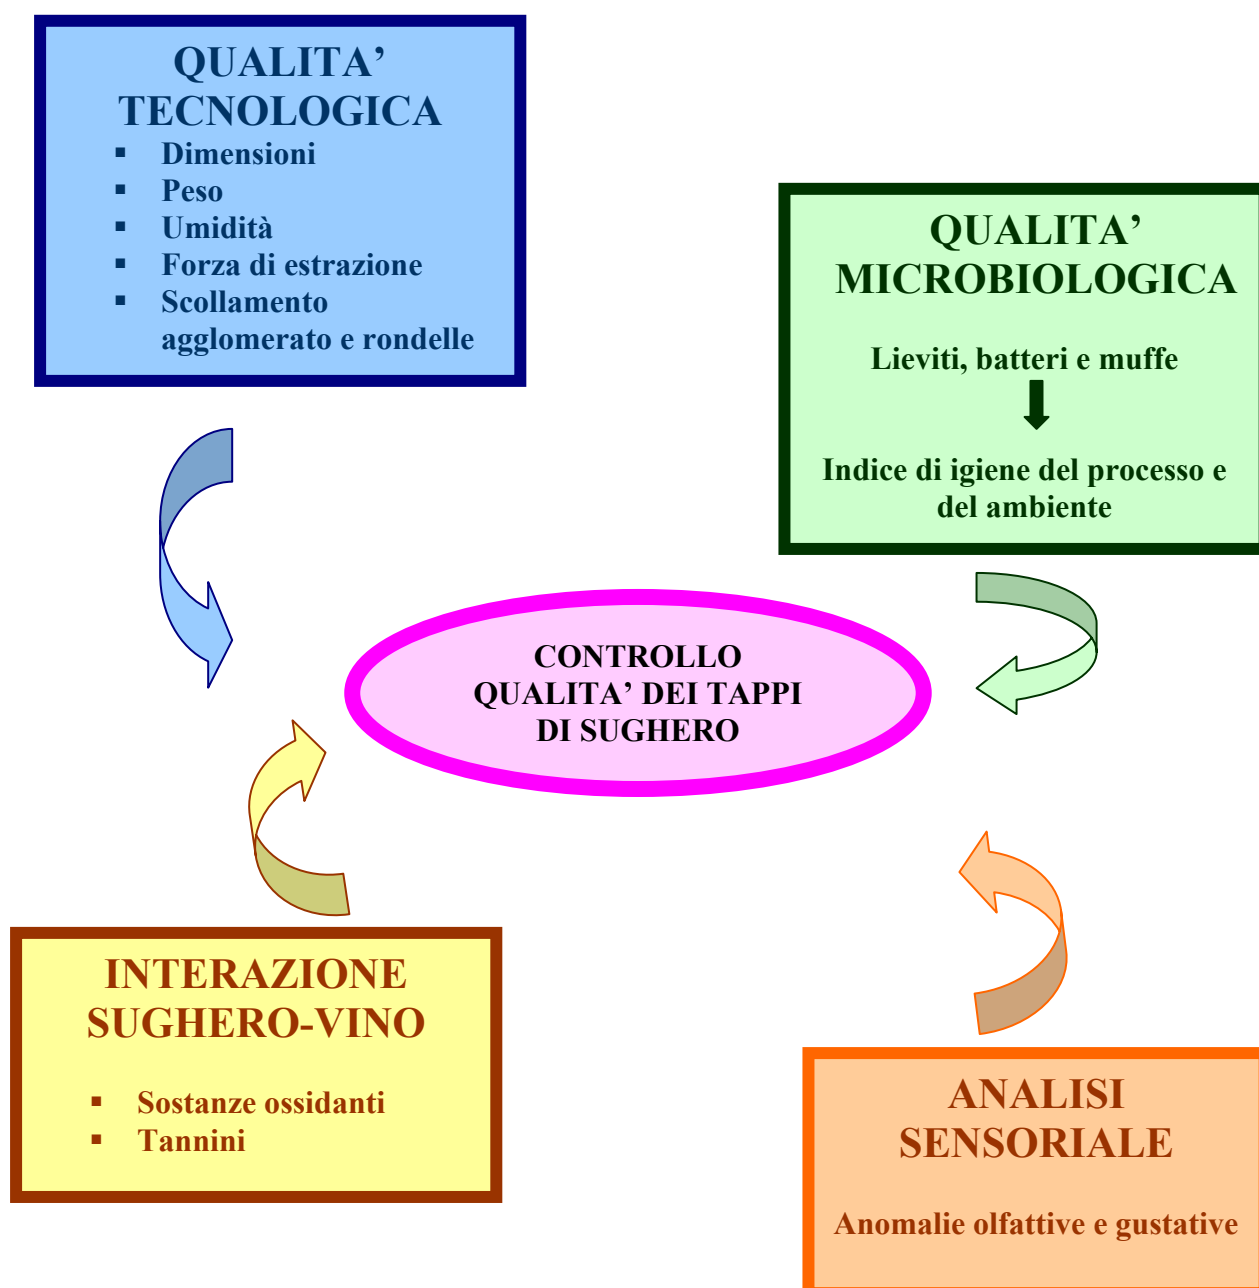 QUALITA’
TECNOLOGICA
▪ Dimensioni
▪ Peso
▪ Umidità
▪ Forza di estrazione
▪ Scollamento
agglomerato e rondelle
QUALITA’
MICROBIOLOGICA
Lieviti, batteri e muffe
Indice di igiene del processo e
del ambiente
CONTROLLO
QUALITA’ DEI TAPPI
DI SUGHERO
INTERAZIONE
SUGHERO-VINO
▪ Sostanze ossidanti
▪ Tannini
ANALISI
SENSORIALE
Anomalie olfattive e gustative